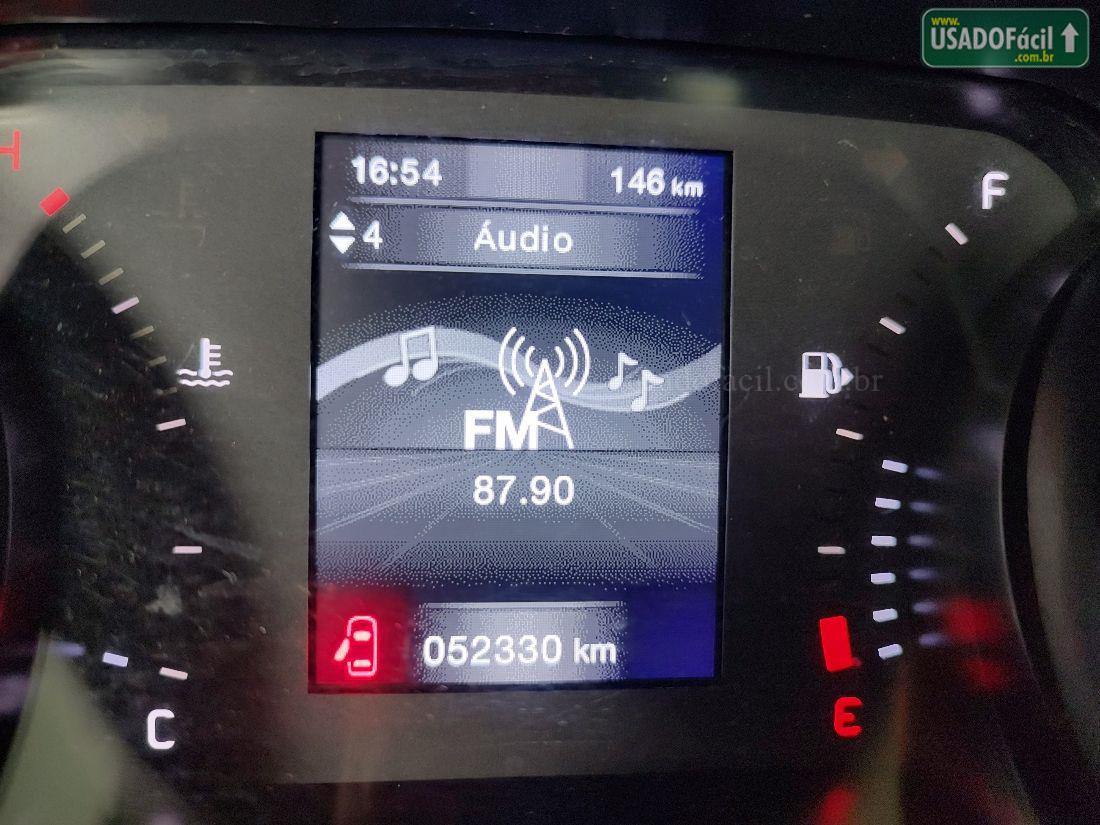 www.
USADOFácil
.com.br
16:54 146 km
4 Áudio
H
F
FM
87.90
052330 km
C
E